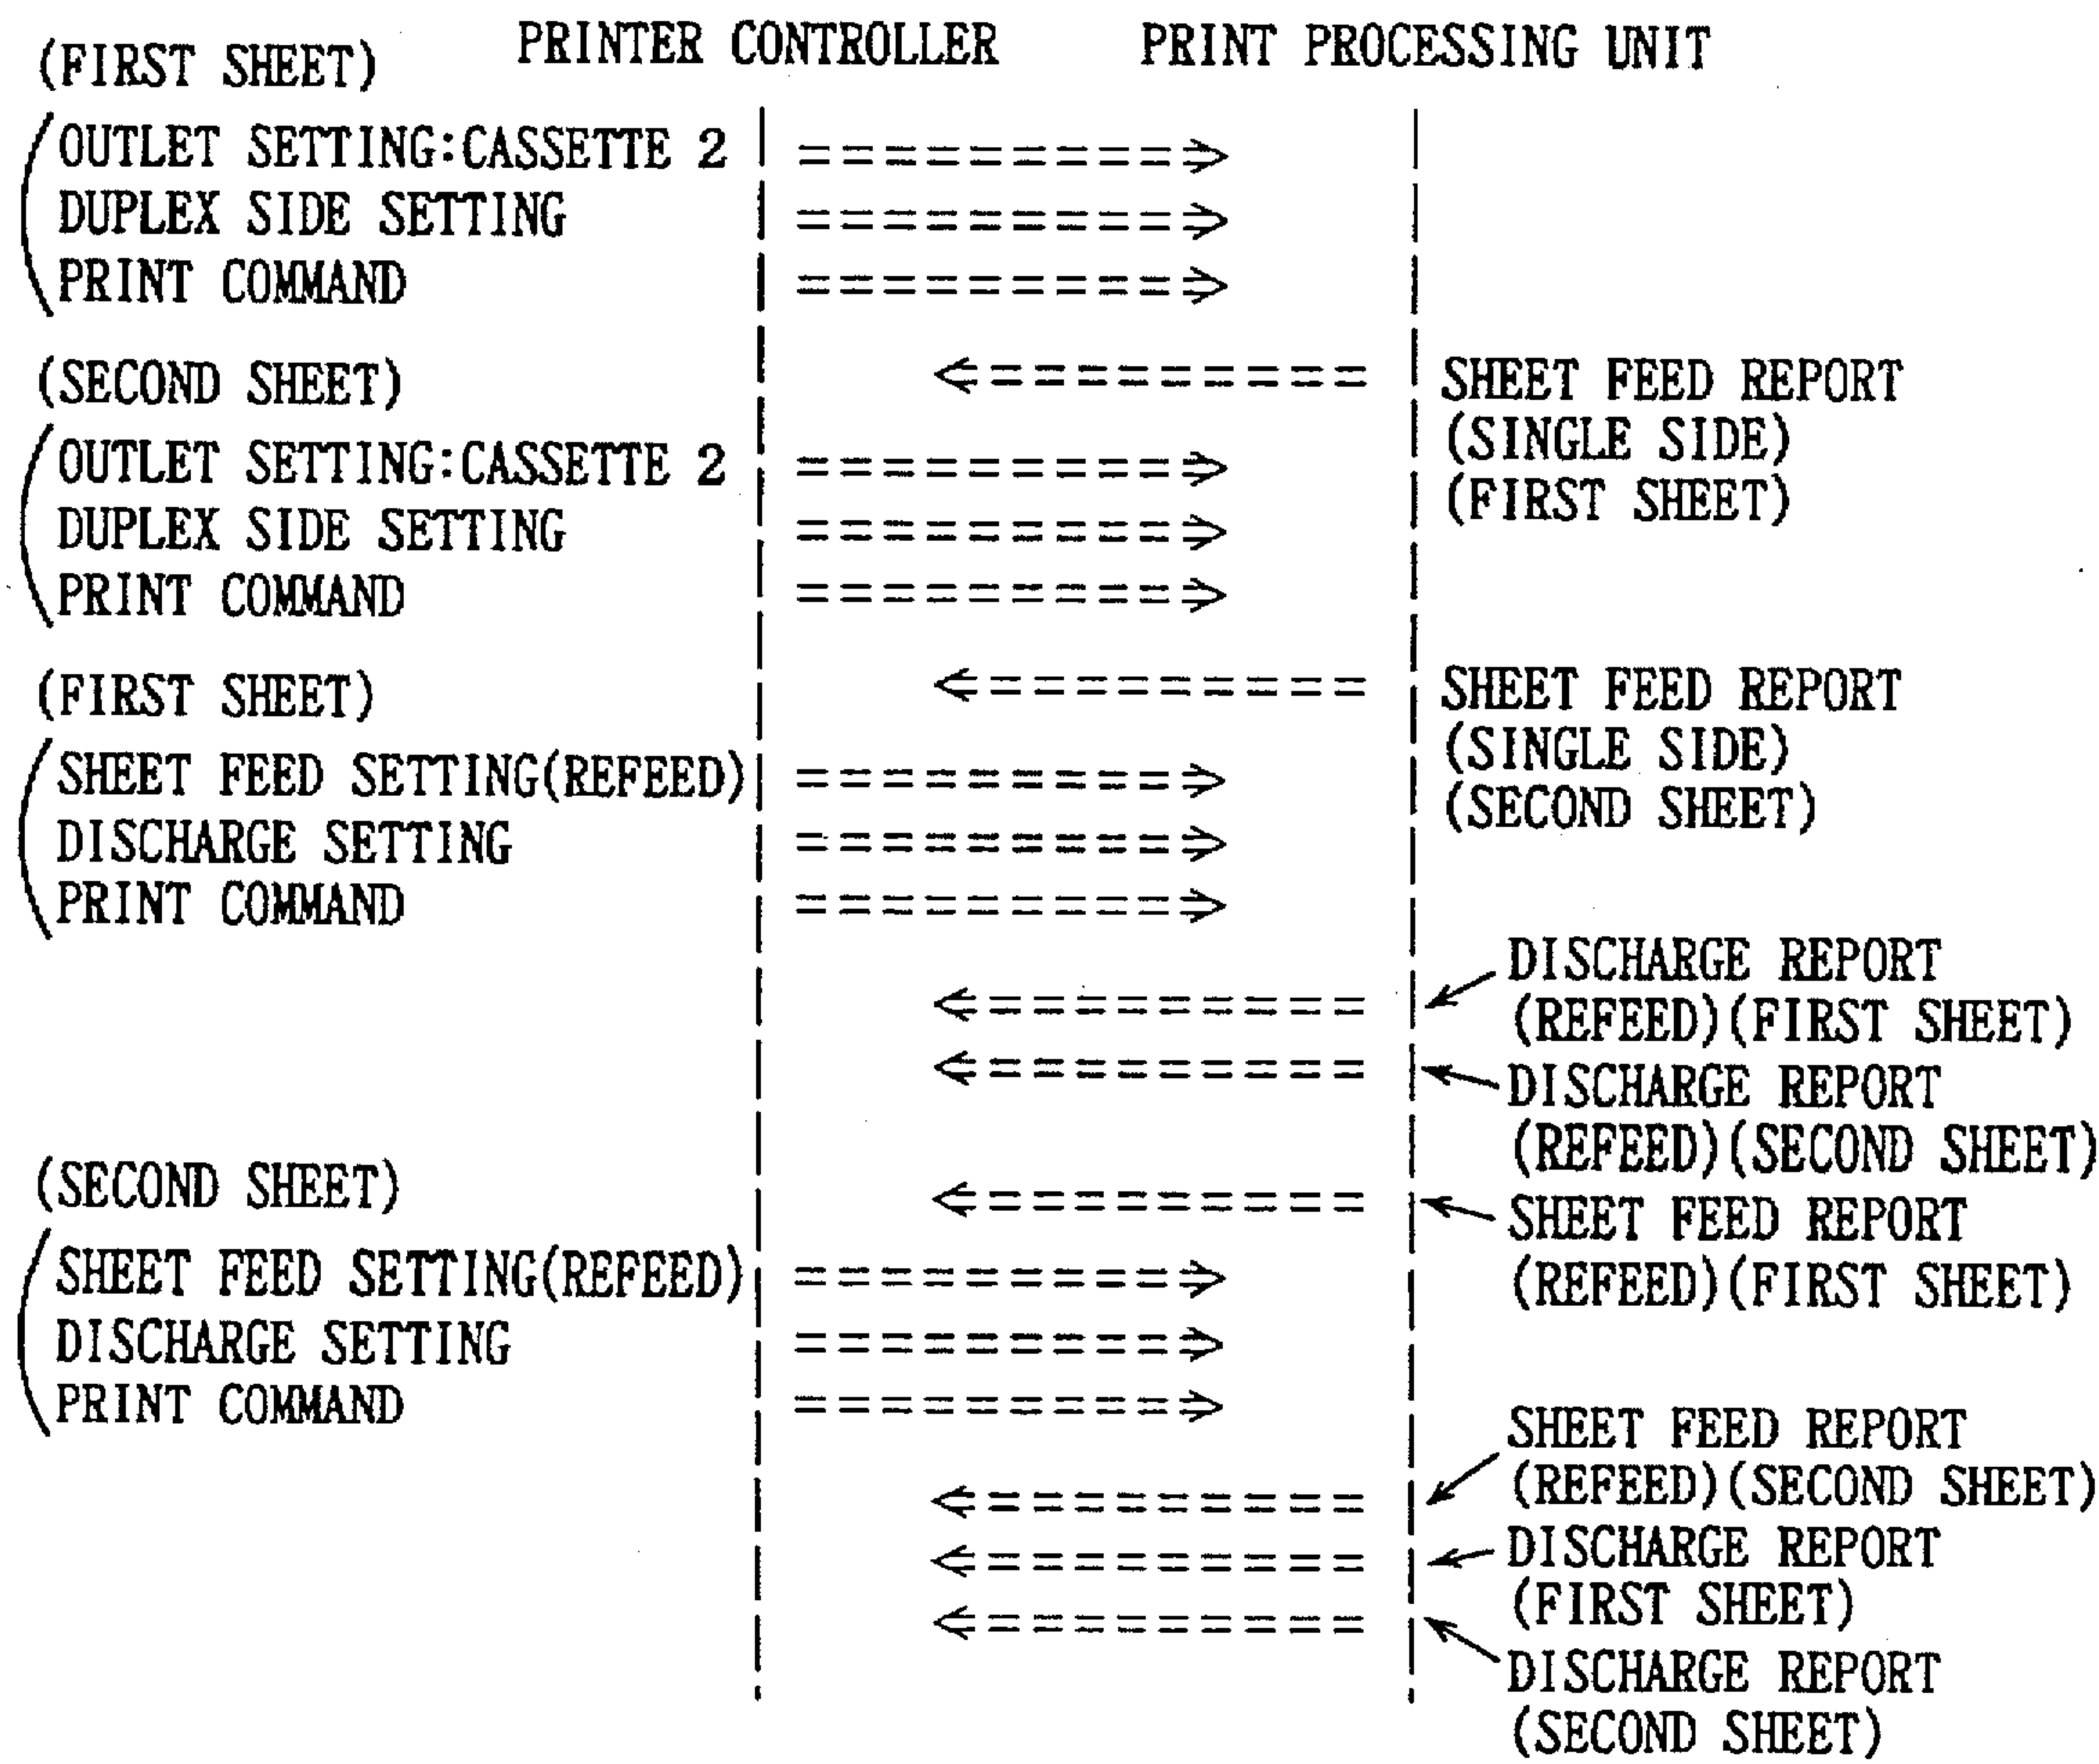 PRINTER CONTROLLER
PRINT PROCESSING UNIT
(FIRST SHEET)
OUTLET SETTING:CASSETTE 2
DUPLEX SIDE SETTING
PRINT COMMAND
(SECOND SHEET)
SHEET FEED REPORT
(SINGLE SIDE)
(FIRST SHEET)
OUTLET SETTING:CASSETTE 2
DUPLEX SIDE SETTING
PRINT COMMAND
(FIRST SHEET)
SHEET FEED REPORT
(SINGLE SIDE)
(SECOND SHEET)
SHEET FEED SETTING(REFEED)
DISCHARGE SETTING
PRINT COMMAND
DISCHARGE REPORT
(REFEED)(FIRST SHEET)
DISCHARGE REPORT
(REFEED)(SECOND SHEET)
(SECOND SHEET)
SHEET FEED REPORT
(REFEED)(FIRST SHEET)
SHEET FEED SETTING(REFEED)
DISCHARGE SETTING
PRINT COMMAND
SHEET FEED REPORT
(REFEED)(SECOND SHEET)
DISCHARGE REPORT
(FIRST SHEET)
DISCHARGE REPORT
(SECOND SHEET)